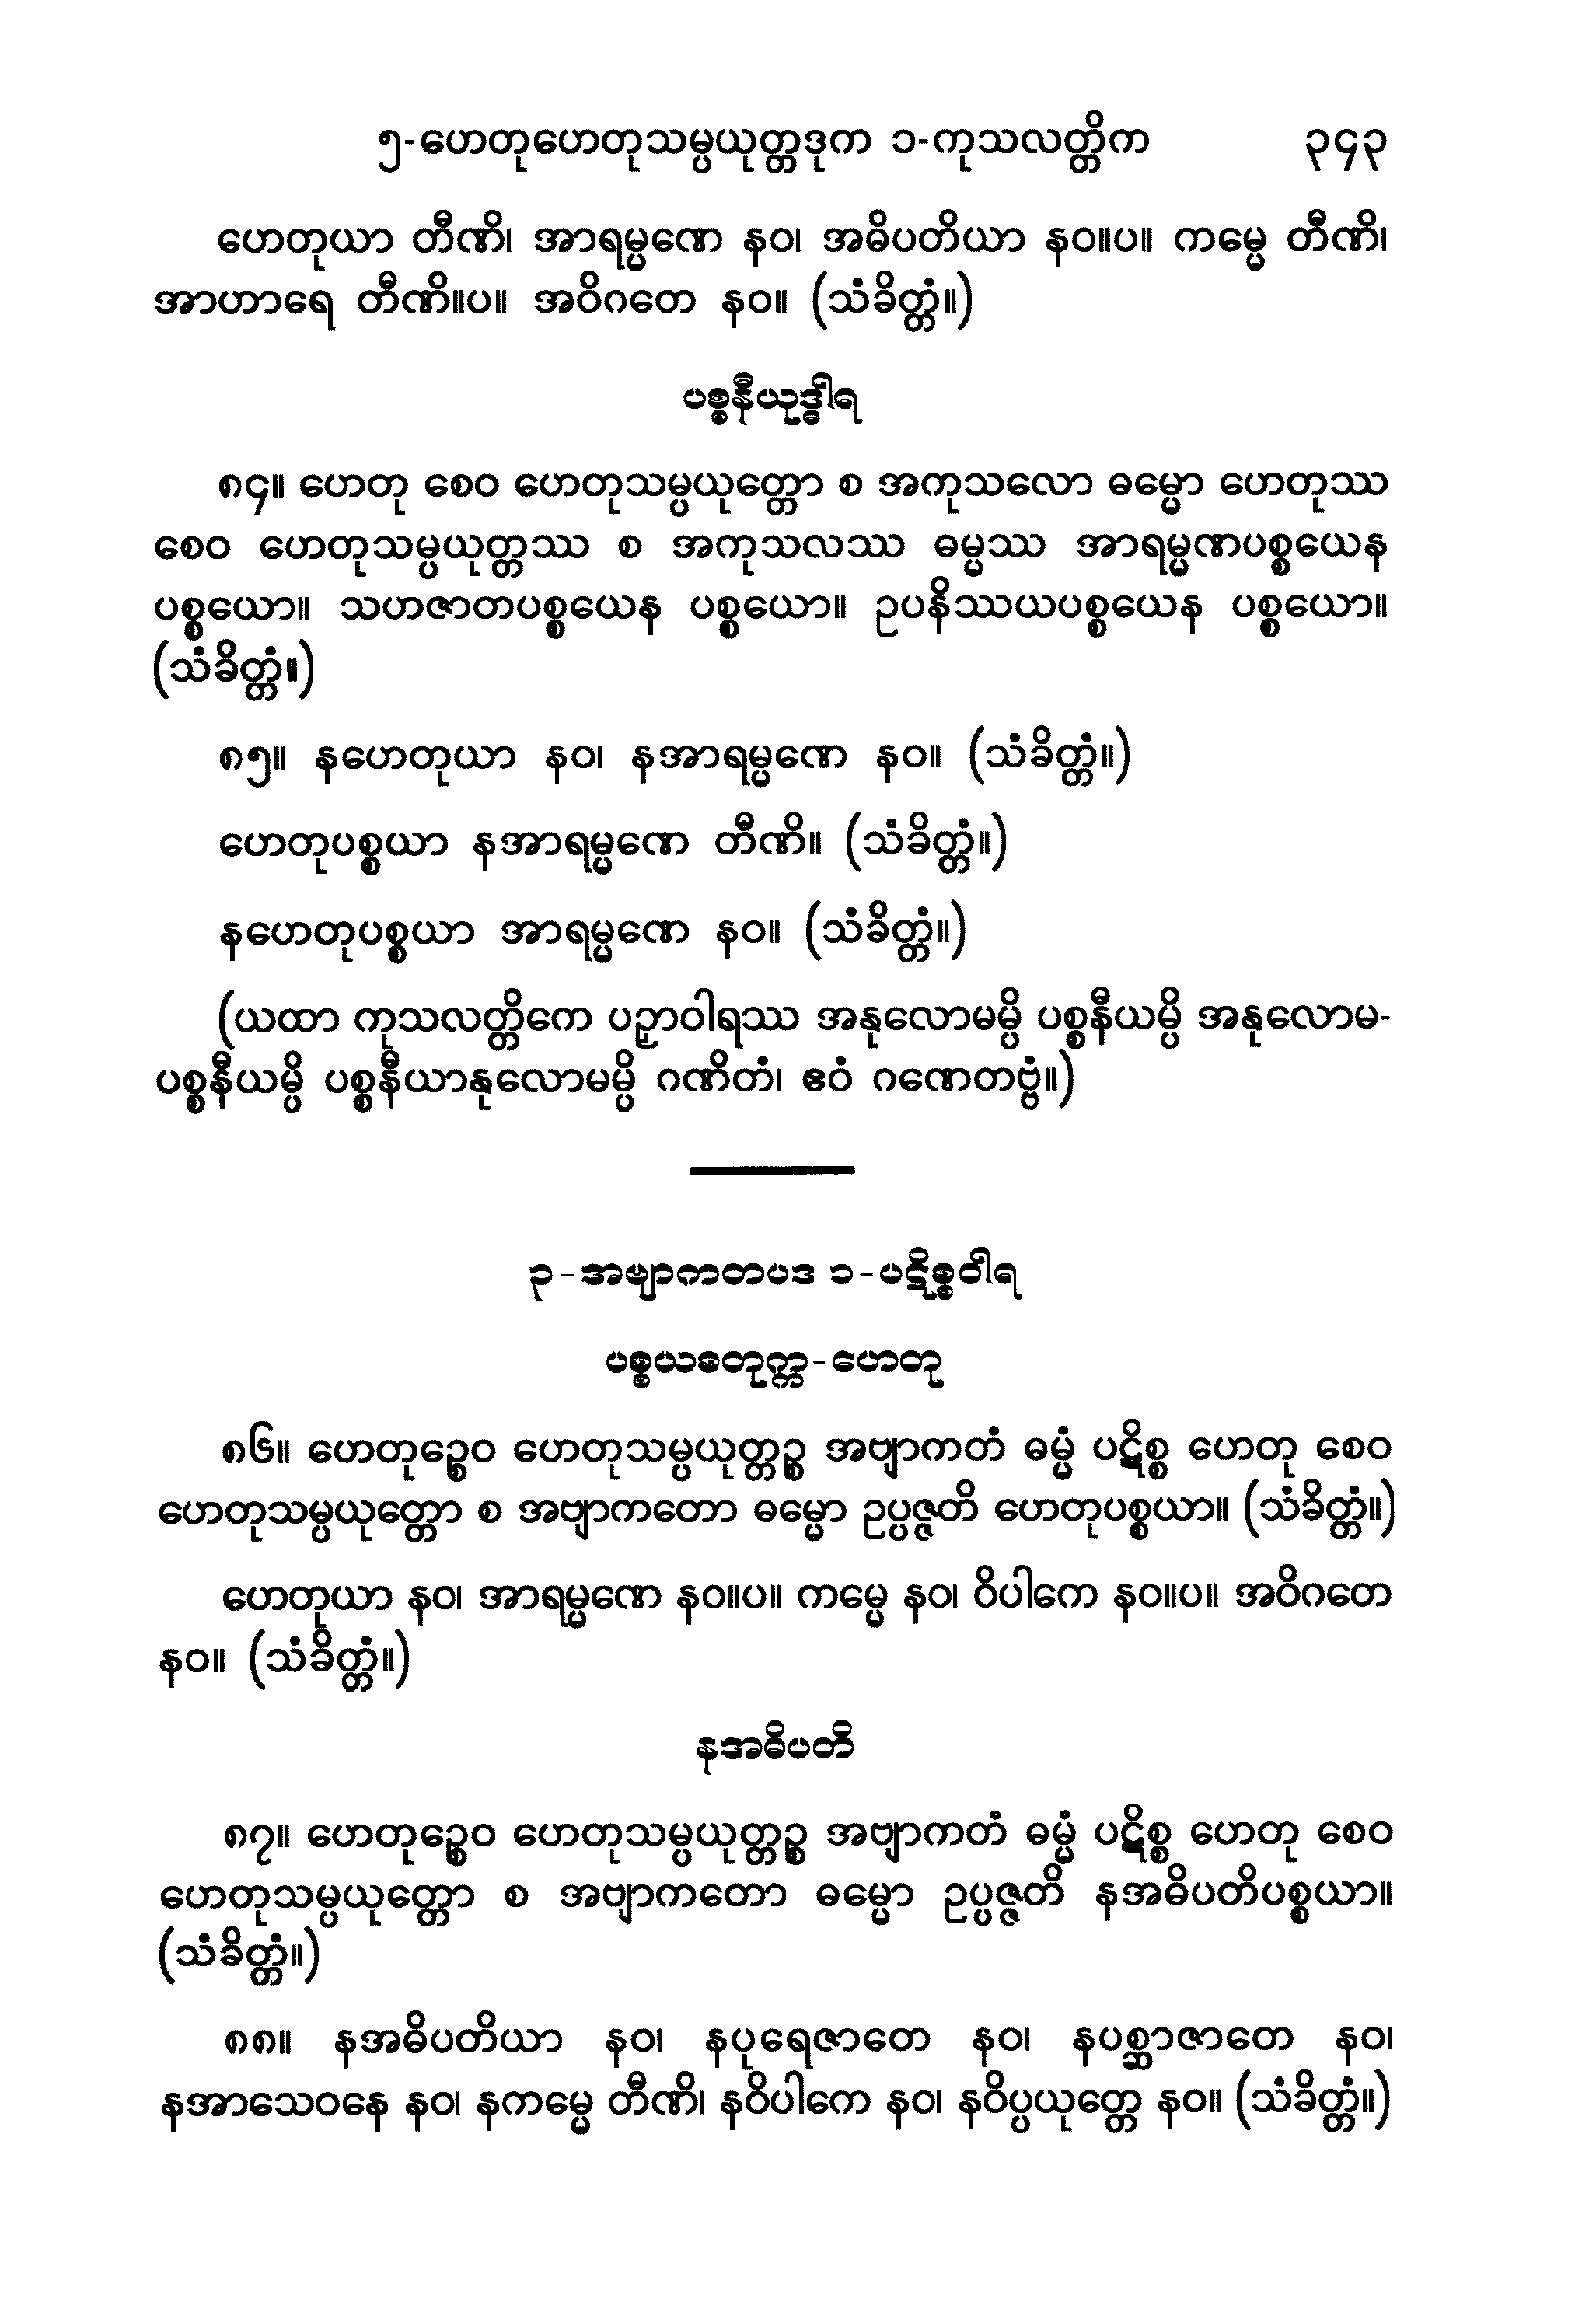 ၅-ဟေတုဟေတုသမ္ပယုတ္တဒုက ၁-ကုသလတ္တိက ၃၄၃
ဟေတုယာ တီဏိ၊ အာရမ္မဏေ နဝ၊ အဓိပတိယာ နဝ။ပ။ ကမ္မေ တီဏိ၊
အာဟာရေ တီဏိ။ပ။ အဝိဂတေ နဝ။ (သံခိတ္တံ။)
ပစ္စနီယုဒ္ဓါရ
၈၄။ ဟေတု စေဝ ဟေတုသမ္ပယုတ္တော စ အကုသလော ဓမ္မော ဟေတုဿ
စေဝ ဟေတုသမ္ပယုတ္တဿ စ အကုသလဿ ဓမ္မဿ အာရမ္မဏပစ္စယေန
ပစ္စယော။ သဟဇာတပစ္စယေန ပစ္စယော။ ဥပနိဿယပစ္စယေန ပစ္စယော။
(သံခိတ္တံ။)
၈၅။ နဟေတုယာ နဝ၊ နအာရမ္မဏေ နဝ။ (သံခိတ္တံ။)
ဟေတုပစ္စယာ နအာရမ္မဏေ တီဏိ။ (သံခိတ္တံ။)
နဟေတုပစ္စယာ အာရမ္မဏေ နဝ။ (သံခိတ္တံ။)
(ယထာ ကုသလတ္တိကေ ပဉှာဝါရဿ အနုလောမမ္ပိ ပစ္စနီယမ္ပိ အနုလောမ-
ပစ္စနီယမ္ပိ ပစ္စနီယာနုလောမမ္ပိ ဂဏိတံ၊ ဧဝံ ဂဏေတဗ္ဗံ။)
၃-အဗျာကတပဒ ၁-ပဋိစ္စဝါရ
ပစ္စယစတုက္က-ဟေတု
၈၆။ ဟေတုဉ္စေဝ ဟေတုသမ္ပယုတ္တဉ္စ အဗျာကတံ ဓမ္မံ ပဋိစ္စ ဟေတု စေဝ
ဟေတုသမ္ပယုတ္တော စ အဗျာကတော ဓမ္မော ဥပ္ပဇ္ဇတိ ဟေတုပစ္စယာ။ (သံခိတ္တံ။)
ဟေတုယာ နဝ၊ အာရမ္မဏေ နဝ။ပ။ ကမ္မေ နဝ၊ ဝိပါကေ နဝ။ပ။ အဝိဂတေ
နဝ။ (သံခိတ္တံ။)
နအဓိပတိ
၈၇။ ဟေတုဉ္စေဝ ဟေတုသမ္ပယုတ္တဉ္စ အဗျာကတံ ဓမ္မံ ပဋိစ္စ ဟေတု စေဝ
ဟေတုသမ္ပယုတ္တော စ အဗျာကတော ဓမ္မော ဥပ္ပဇ္ဇတိ နအဓိပတိပစ္စယာ။
(သံခိတ္တံ။)
၈၈။ နအဓိပတိယာ နဝ၊ နပုရေဇာတေ နဝ၊ နပစ္ဆာဇာတေ နဝ၊
နအာသေဝနေ နဝ၊ နကမ္မေ တီဏိ၊ နဝိပါကေ နဝ၊ နဝိပ္ပယုတ္တေ နဝ။ (သံခိတ္တံ။)